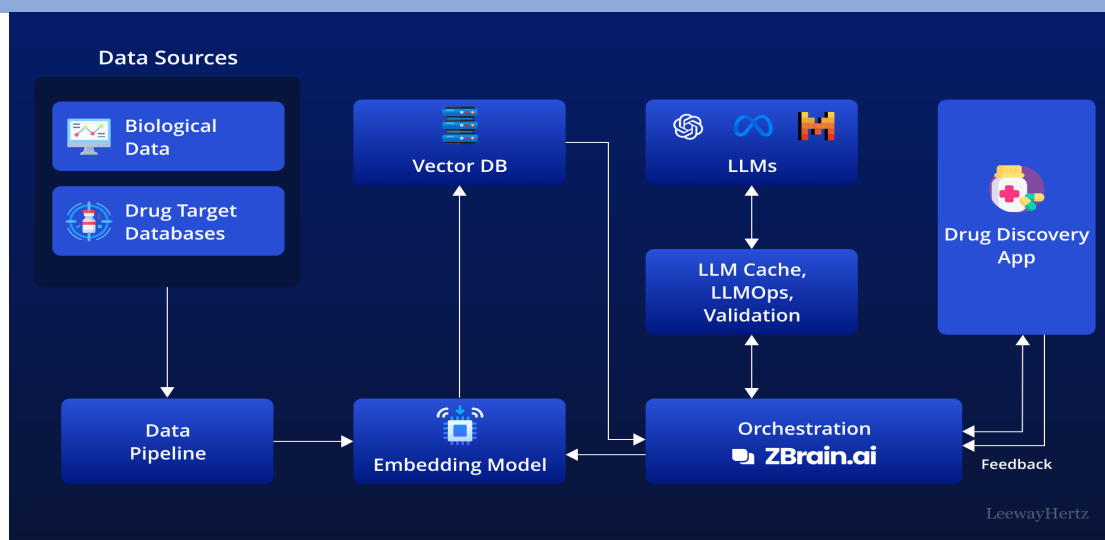 Data Sources
Biological
Data
Drug Target
Databases
Vector DB
LLMs
Drug Discovery
App
LLM Cache,
LLMOps,
Validation
Data
Pipeline
Embedding Model
Orchestration
ZBrain.ai
Feedback
LeewayHertz